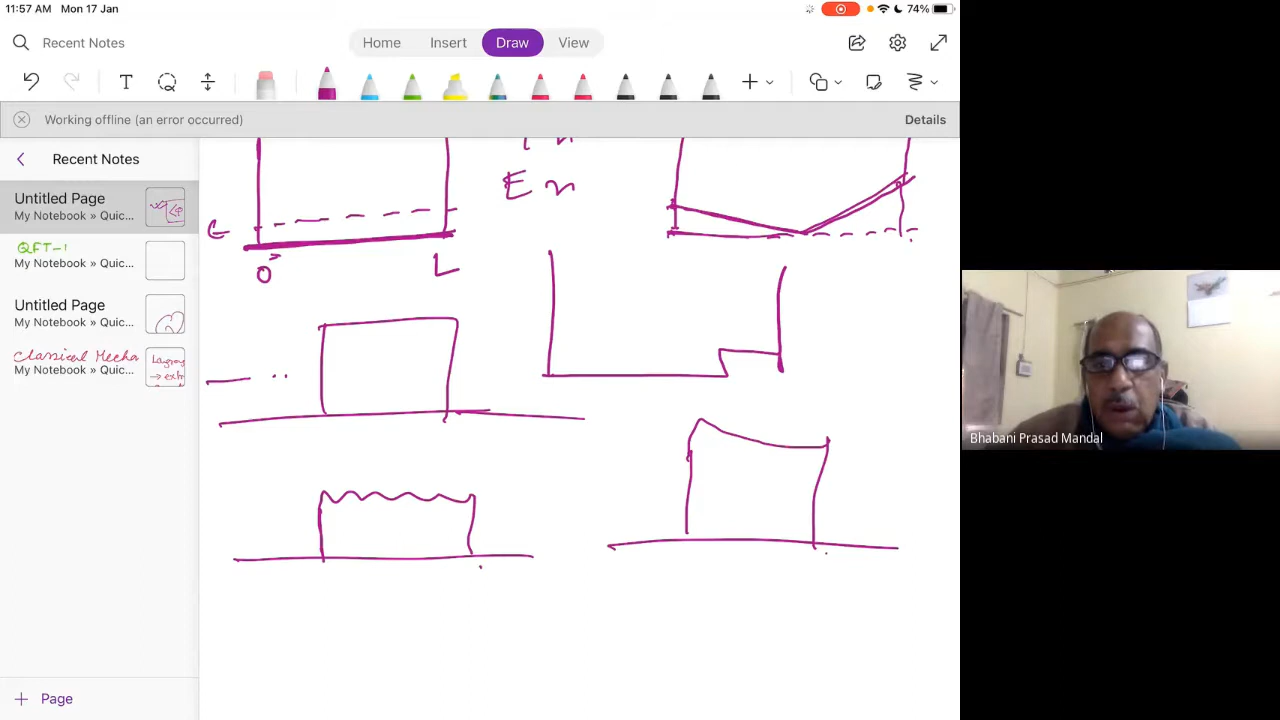 11:57 AM Mon 17 Jan
74%
Recent Notes
Home Insert Draw View
Working offline (an error occurred)
Details
Recent Notes
Untitled Page
My Notebook » Quic...
QFT-1
My Notebook » Quic...
Untitled Page
My Notebook » Quic...
Classical Mecha
My Notebook » Quic...
E n
O
L
Bhabani Prasad Mandal
Page